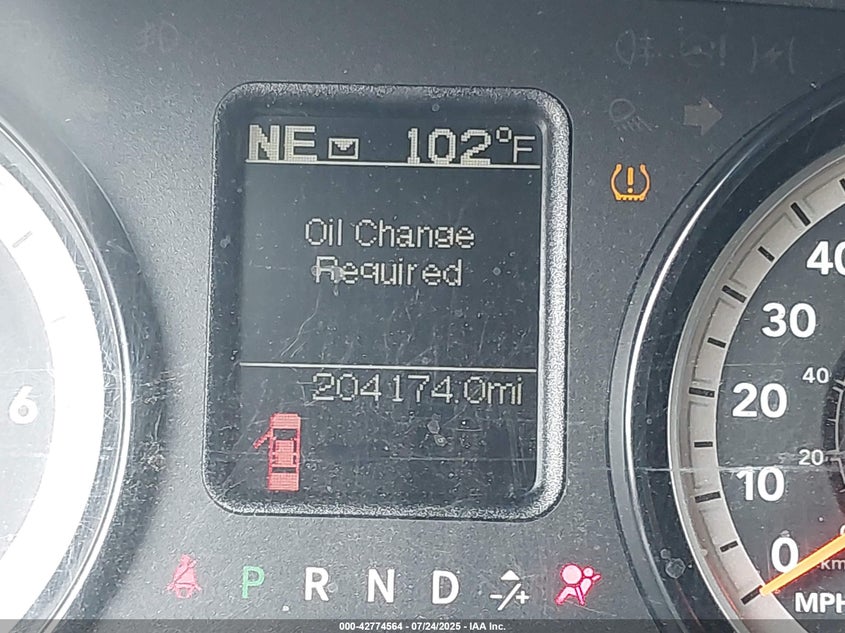 NE 102°F
Oil Change
Required
204174.0mi
6
40
30
20
10
0
40
20
km
MPH
P R N D -/+
000-42774564 - 07/24/2025 - IAA Inc.